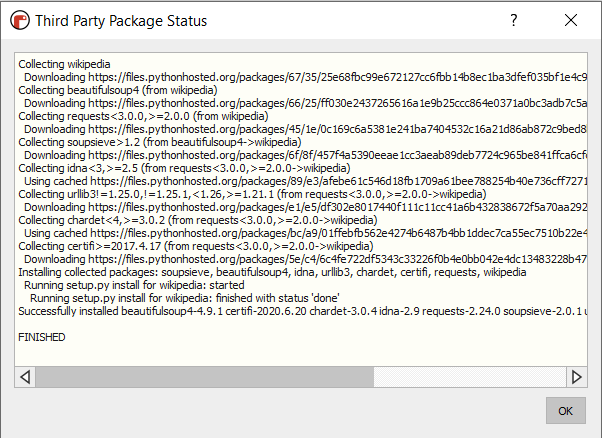 Third Party Package Status
Collecting wikipedia
Downloading https://files.pythonhosted.org/packages/67/35/25e68fbc99e672127cc6fbb14b8ec1ba3dfef035bf1e4c9
Collecting beautifulsoup4 (from wikipedia)
Downloading https://files.pythonhosted.org/packages/66/25/ff030e2437265616a1e9b25ccc864e0371a0bc3adb7c5a
Collecting requests<3.0.0,>=2.0.0 (from wikipedia)
Downloading https://files.pythonhosted.org/packages/45/1e/0c169c6a5381e241ba7404532c16a21d86ab872c9bed8
Collecting soupsieve>1.2 (from beautifulsoup4->wikipedia)
Downloading https://files.pythonhosted.org/packages/6f/8f/457f4a5390eeae1cc3aeab89deb7724c965be841ffca6cfc
Collecting idna<3,>=2.5 (from requests<3.0.0,>=2.0.0->wikipedia)
Using cached https://files.pythonhosted.org/packages/89/e3/afebe61c546d18fb1709a61bee788254b40e736cff7271
Collecting urllib3!=1.25.0,!=1.25.1,<1.26,>=1.21.1 (from requests<3.0.0,>=2.0.0->wikipedia)
Downloading https://files.pythonhosted.org/packages/e1/e5/df302e8017440f111c11cc41a6b432838672f5a70aa292
Collecting chardet<4,>=3.0.2 (from requests<3.0.0,>=2.0.0->wikipedia)
Using cached https://files.pythonhosted.org/packages/bc/a9/01ffebfb562e4274b6487b4bb1ddec7ca55ec7510b22e4
Collecting certifi>=2017.4.17 (from requests<3.0.0,>=2.0.0->wikipedia)
Downloading https://files.pythonhosted.org/packages/5e/c4/6c4fe722df5343c33226f0b4e0bb042e4dc13483228b47
Installing collected packages: soupsieve, beautifulsoup4, idna, urllib3, chardet, certifi, requests, wikipedia
Running setup.py install for wikipedia: started
Running setup.py install for wikipedia: finished with status 'done'
Successfully installed beautifulsoup4-4.9.1 certifi-2020.6.20 chardet-3.0.4 idna-2.9 requests-2.24.0 soupsieve-2.0.1 u
FINISHED
OK